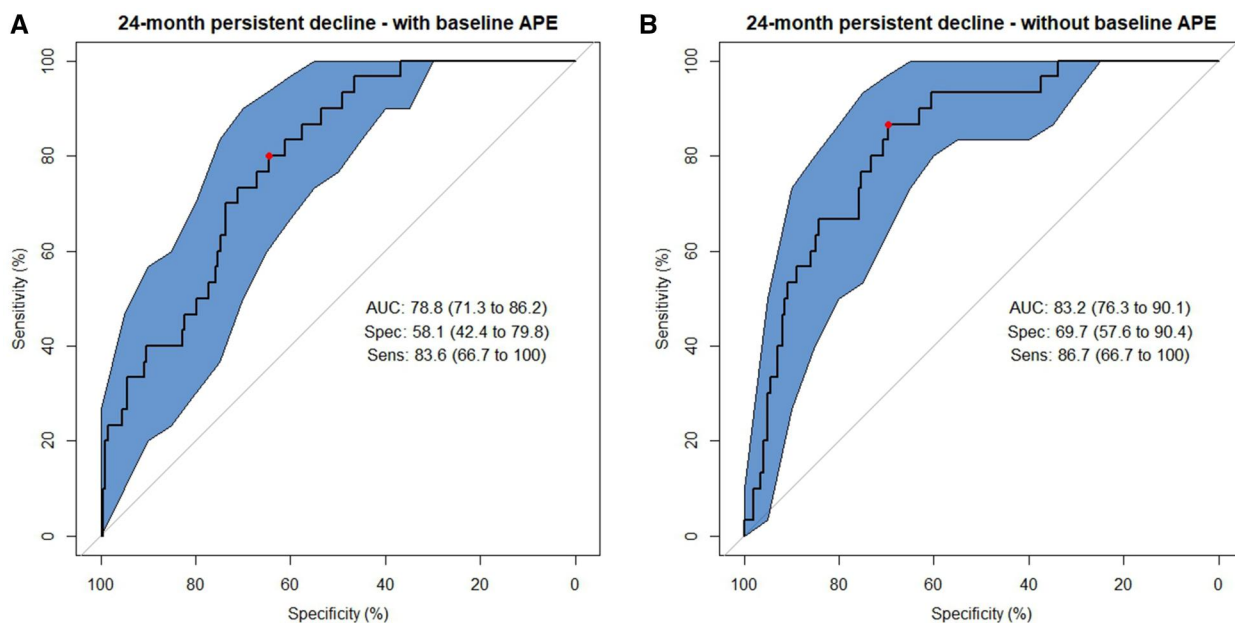 A
24-month persistent decline - with baseline APE
100
80
60
40
20
0
Sensitivity (%)
AUC: 78.8 (71.3 to 86.2)
Spec: 58.1 (42.4 to 79.8)
Sens: 83.6 (66.7 to 100)
100 80 60 40 20 0
Specificity (%)
B
24-month persistent decline - without baseline APE
100
80
60
40
20
0
Sensitivity (%)
AUC: 83.2 (76.3 to 90.1)
Spec: 69.7 (57.6 to 90.4)
Sens: 86.7 (66.7 to 100)
100 80 60 40 20 0
Specificity (%)